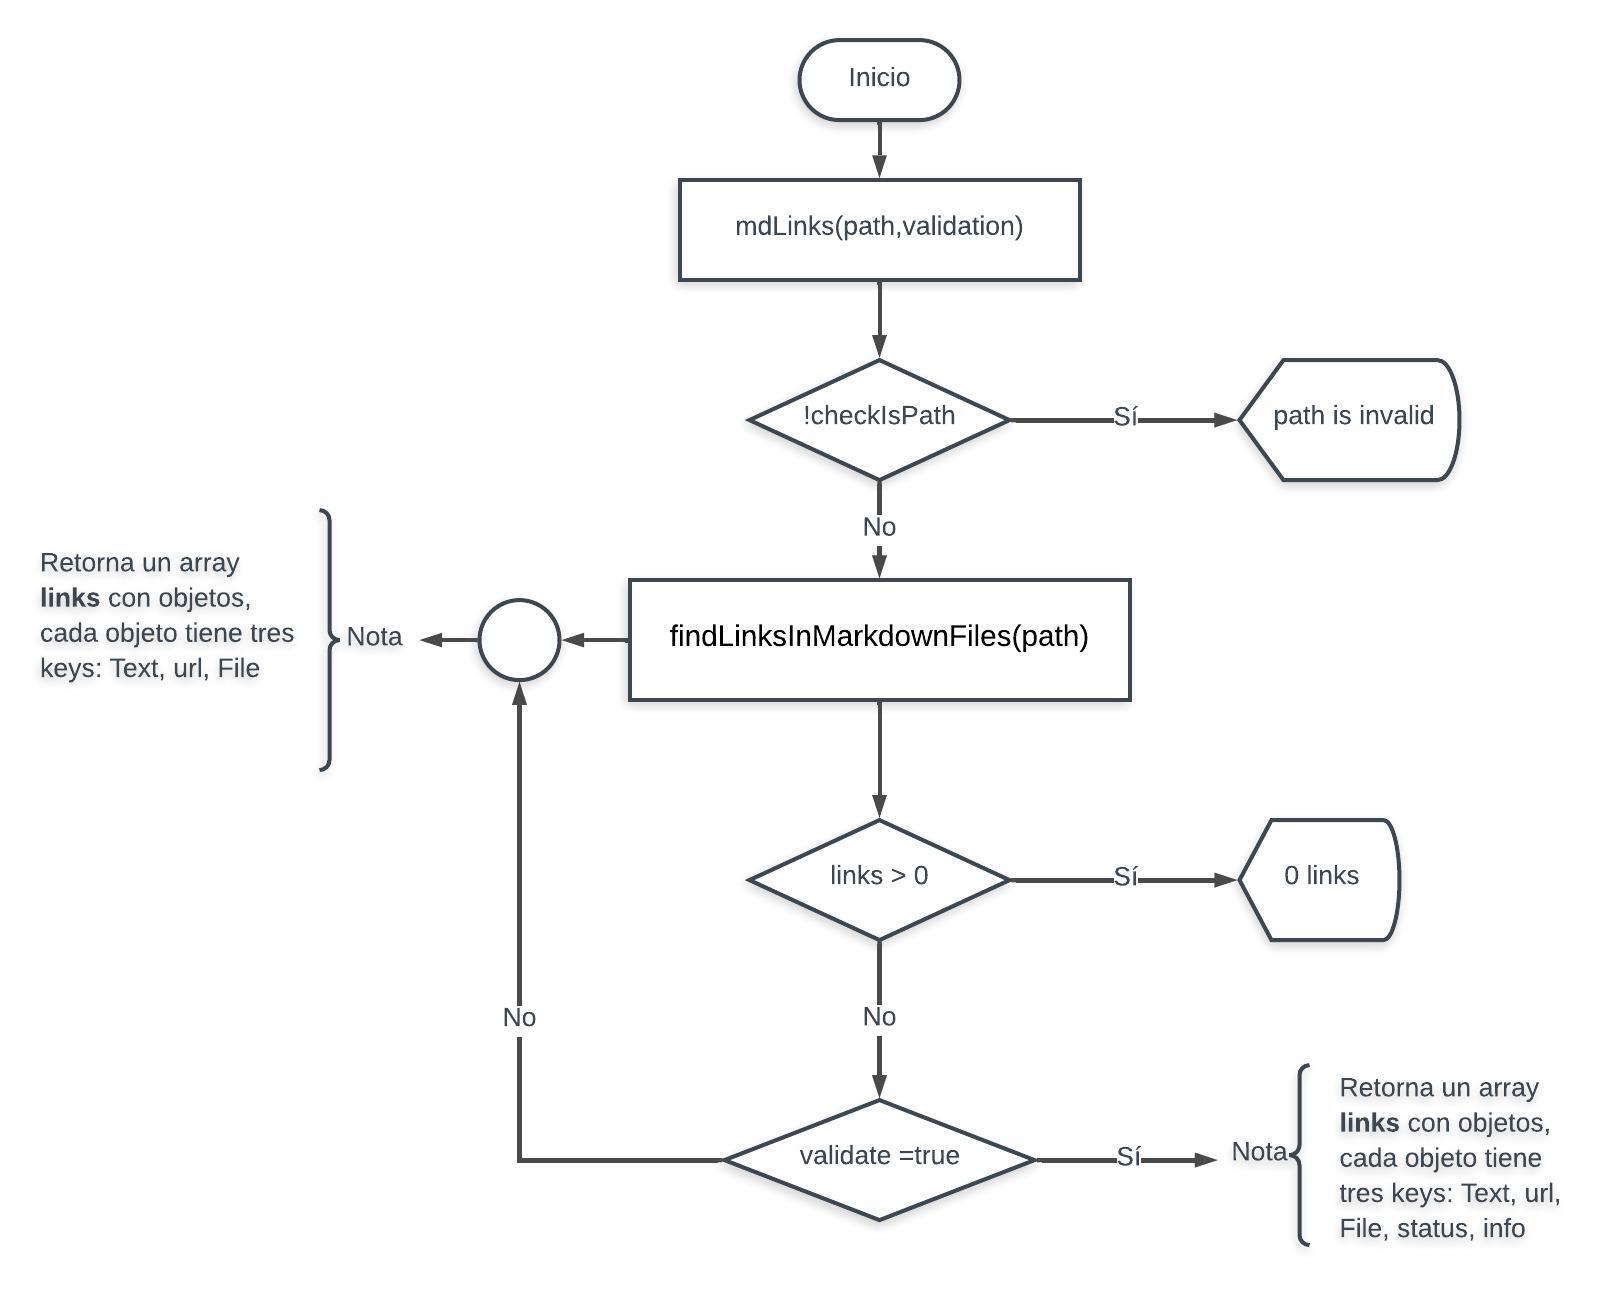 Inicio
mdLinks(path,validation)
!checkIsPath
Sí
path is invalid
No
Retorna un array
links con objetos,
cada objeto tiene tres
keys: Text, url, File
Nota
findLinksInMarkdownFiles(path)
links > 0
Sí
0 links
No
No
validate =true
Sí
Nota
Retorna un array
links con objetos,
cada objeto tiene
tres keys: Text, url,
File, status, info